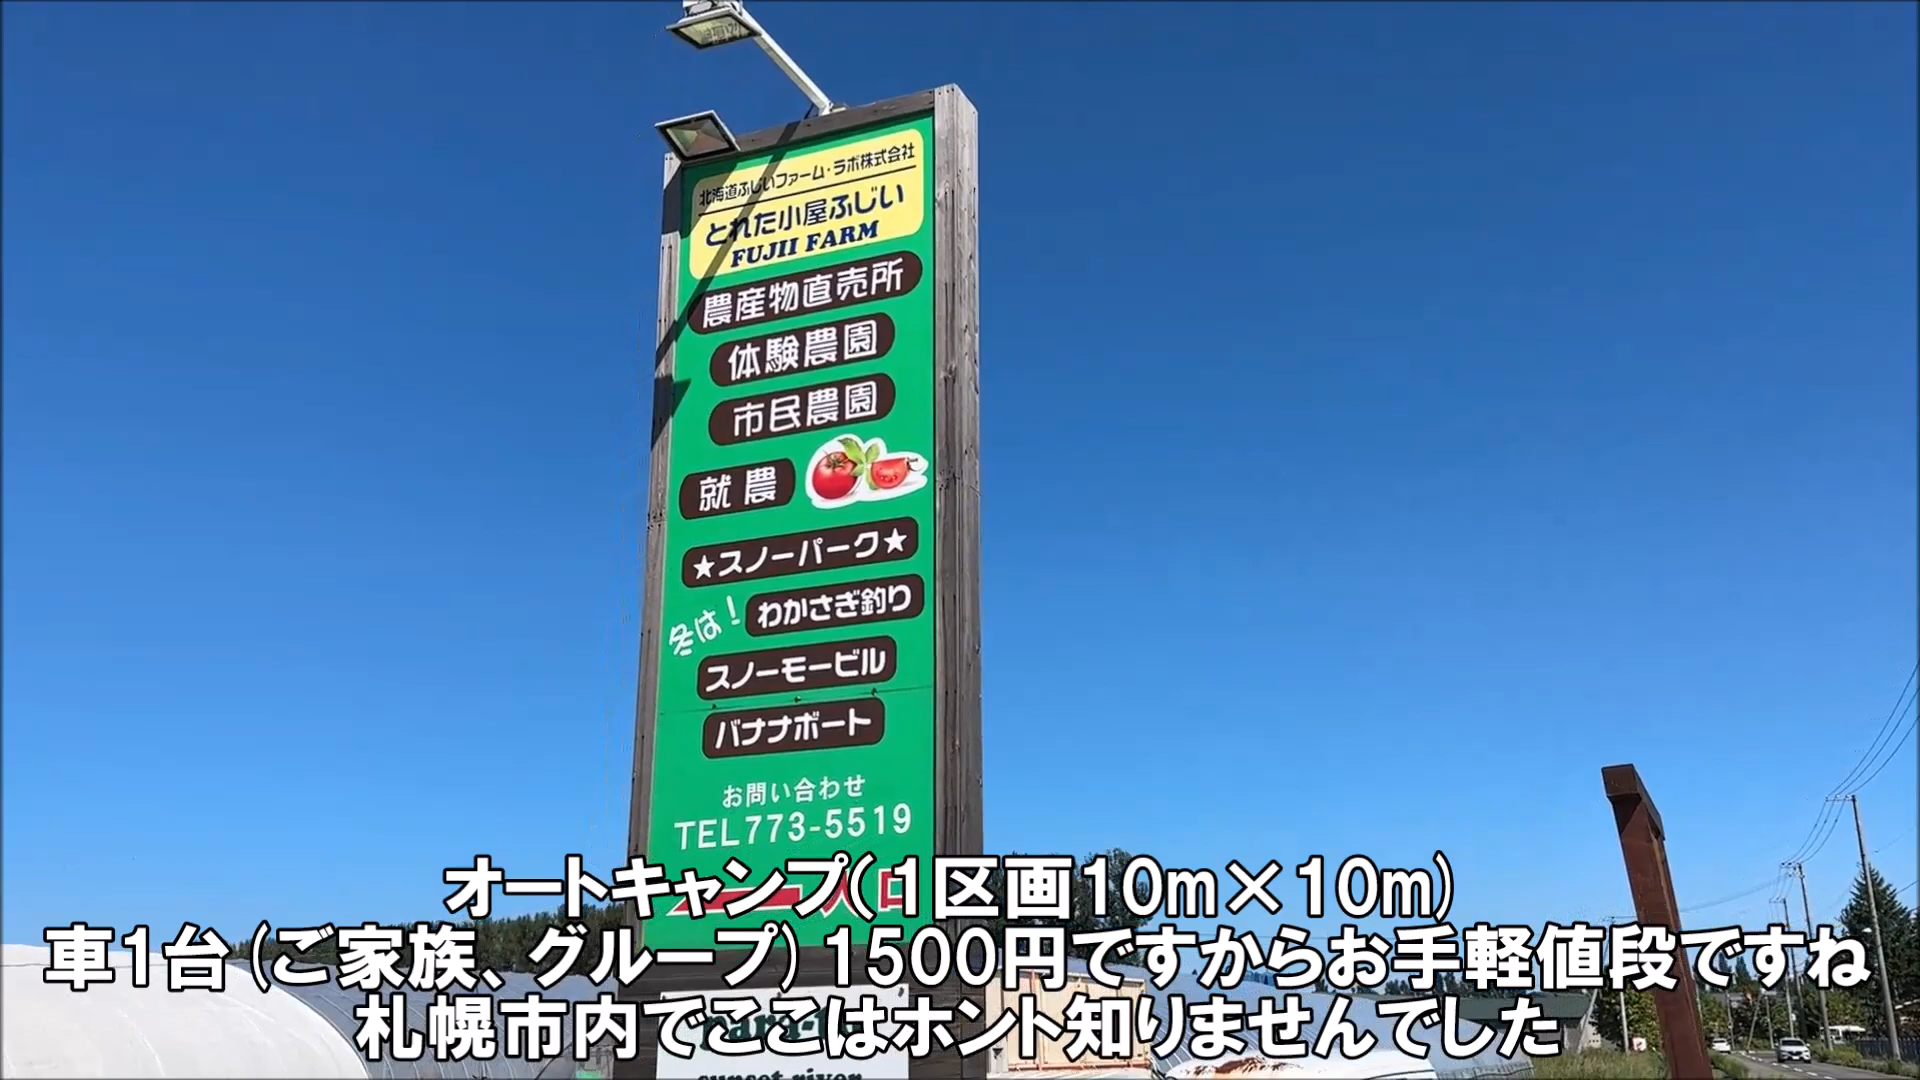 北海道ふじいファーム・ラボ株式会社
とれた小屋ふじい
FUJII FARM
農産物直売所
体験農園
市民農園
就農
★スノーパーク★
冬は！
わかさぎ釣り
スノーモービル
バナナボート
お問い合わせ
TEL773-5519
入口
オートキャンプ(１区画10m×10m)
車1台(ご家族、グループ)1500円ですからお手軽値段ですね
札幌市内でここはホント知りませんでした
sunset river